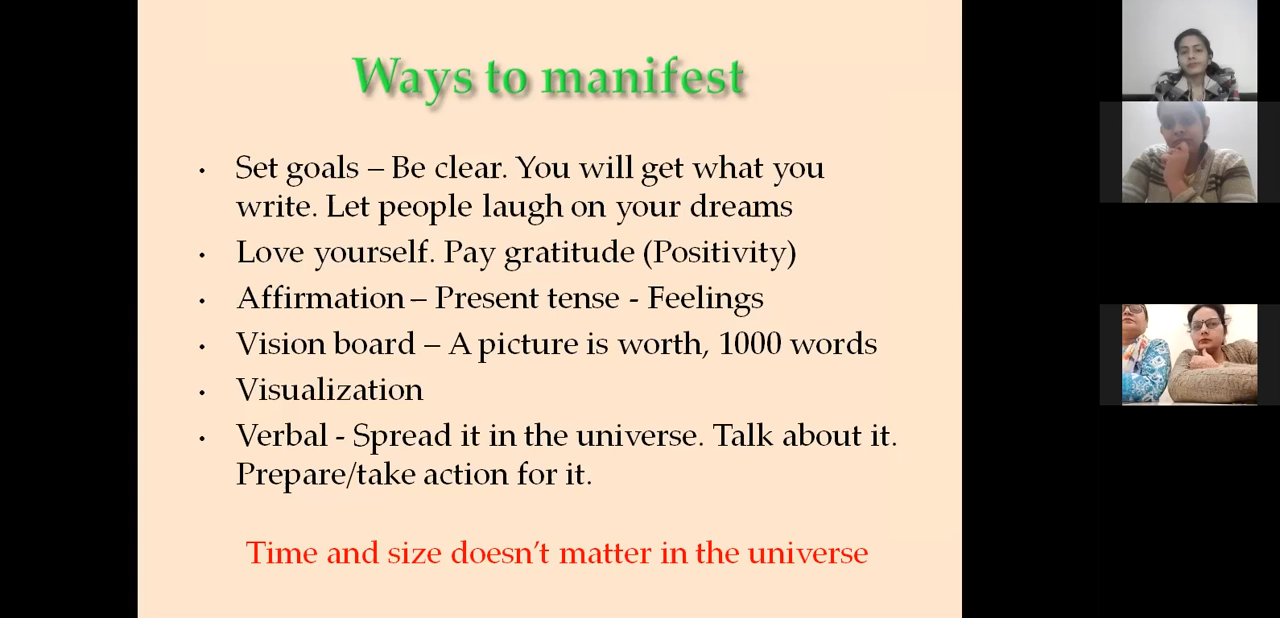 Ways to manifest
• Set goals – Be clear. You will get what you
write. Let people laugh on your dreams
• Love yourself. Pay gratitude (Positivity)
• Affirmation – Present tense - Feelings
• Vision board – A picture is worth, 1000 words
• Visualization
• Verbal - Spread it in the universe. Talk about it.
Prepare/take action for it.
Time and size doesn’t matter in the universe